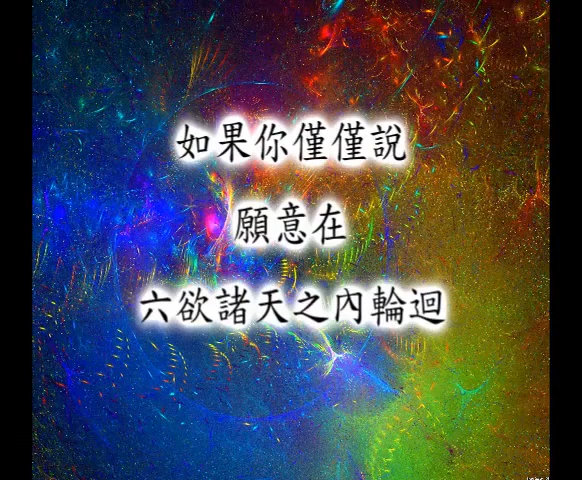 如果你僅僅說
願意在
六欲諸天之內輪迴